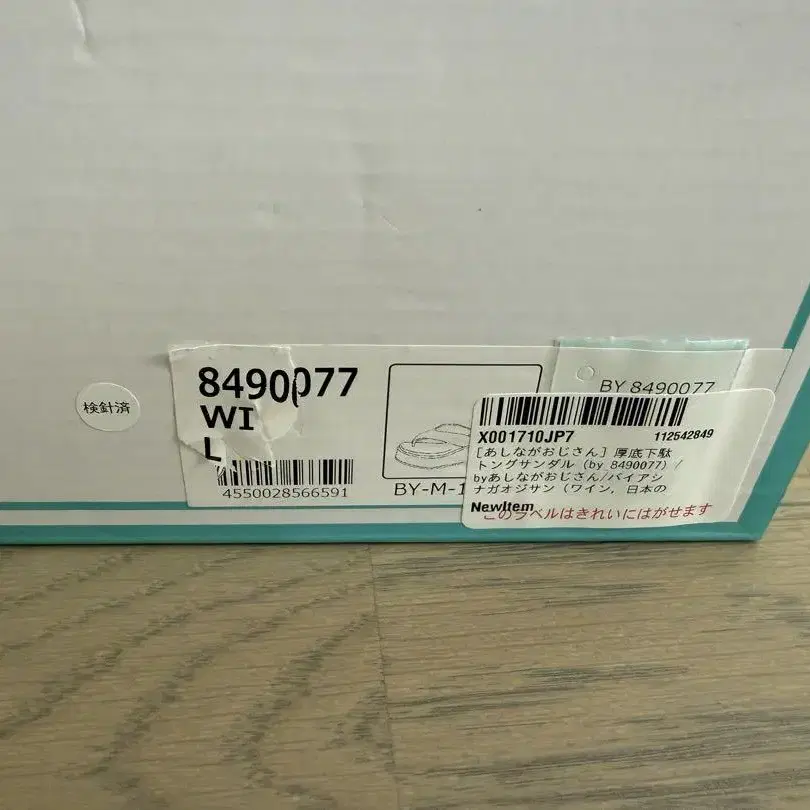 検針済
8490077
WI
L
4550028566591
BY-M-1
BY 8490077
X001710JP7 112542849
[あしながおじさん] 厚底下駄
トングサンダル (by_8490077) /
byあしながおじさん/バイアシ
ナガオジサン (ワイン, 日本の
NewItem
このラベルはきれいにはがせます